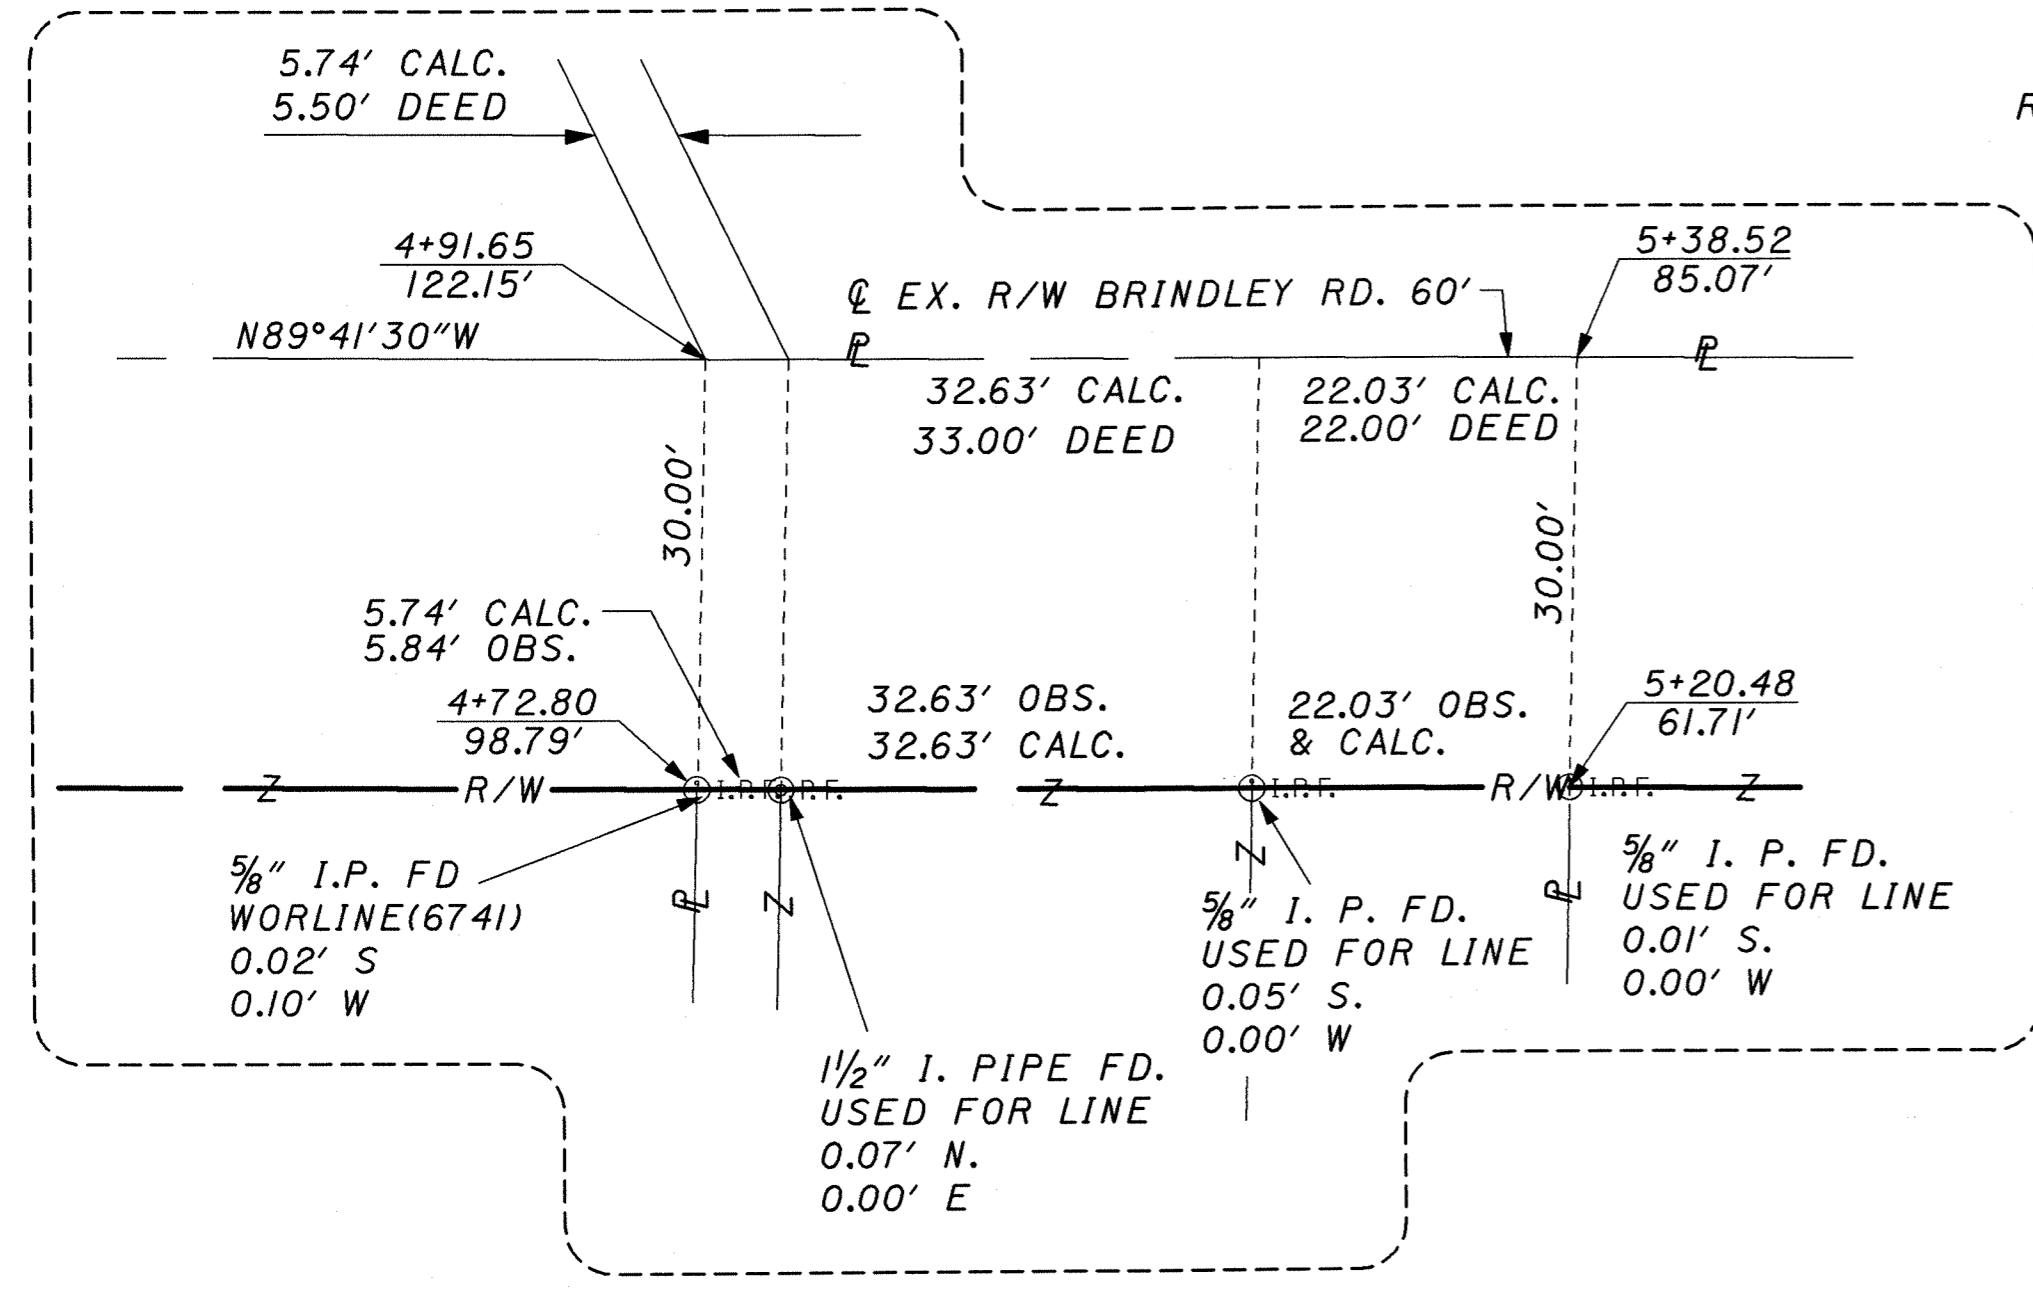 5.74' CALC.
5.50' DEED
R
4+91.65
122.15'
5+38.52
85.07'
℄ EX. R/W BRINDLEY RD. 60'
N89°41'30"W
℄ 
32.63' CALC.
33.00' DEED
22.03' CALC.
22.00' DEED
30.00'
30.00'
5.74' CALC.
5.84' OBS.
4+72.80
98.79'
32.63' OBS.
32.63' CALC.
22.03' OBS.
& CALC.
5+20.48
61.71'
Z R/W I.P.F. I.P.F. Z I.P.F. R/W I.P.F. Z
PL Z Z PL
5/8" I.P. FD
WORLINE(6741)
0.02' S
0.10' W
1 1/2" I. PIPE FD.
USED FOR LINE
0.07' N.
0.00' E
5/8" I. P. FD.
USED FOR LINE
0.05' S.
0.00' W
5/8" I. P. FD.
USED FOR LINE
0.01' S.
0.00' W